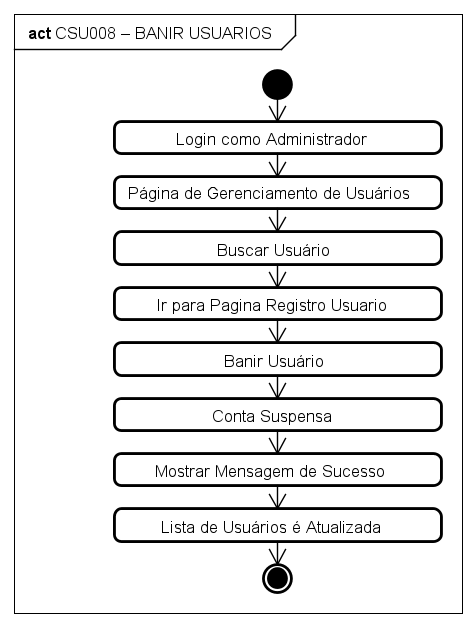 act CSU008 – BANIR USUARIOS
Login como Administrador
Página de Gerenciamento de Usuários
Buscar Usuário
Ir para Pagina Registro Usuario
Banir Usuário
Conta Suspensa
Mostrar Mensagem de Sucesso
Lista de Usuários é Atualizada